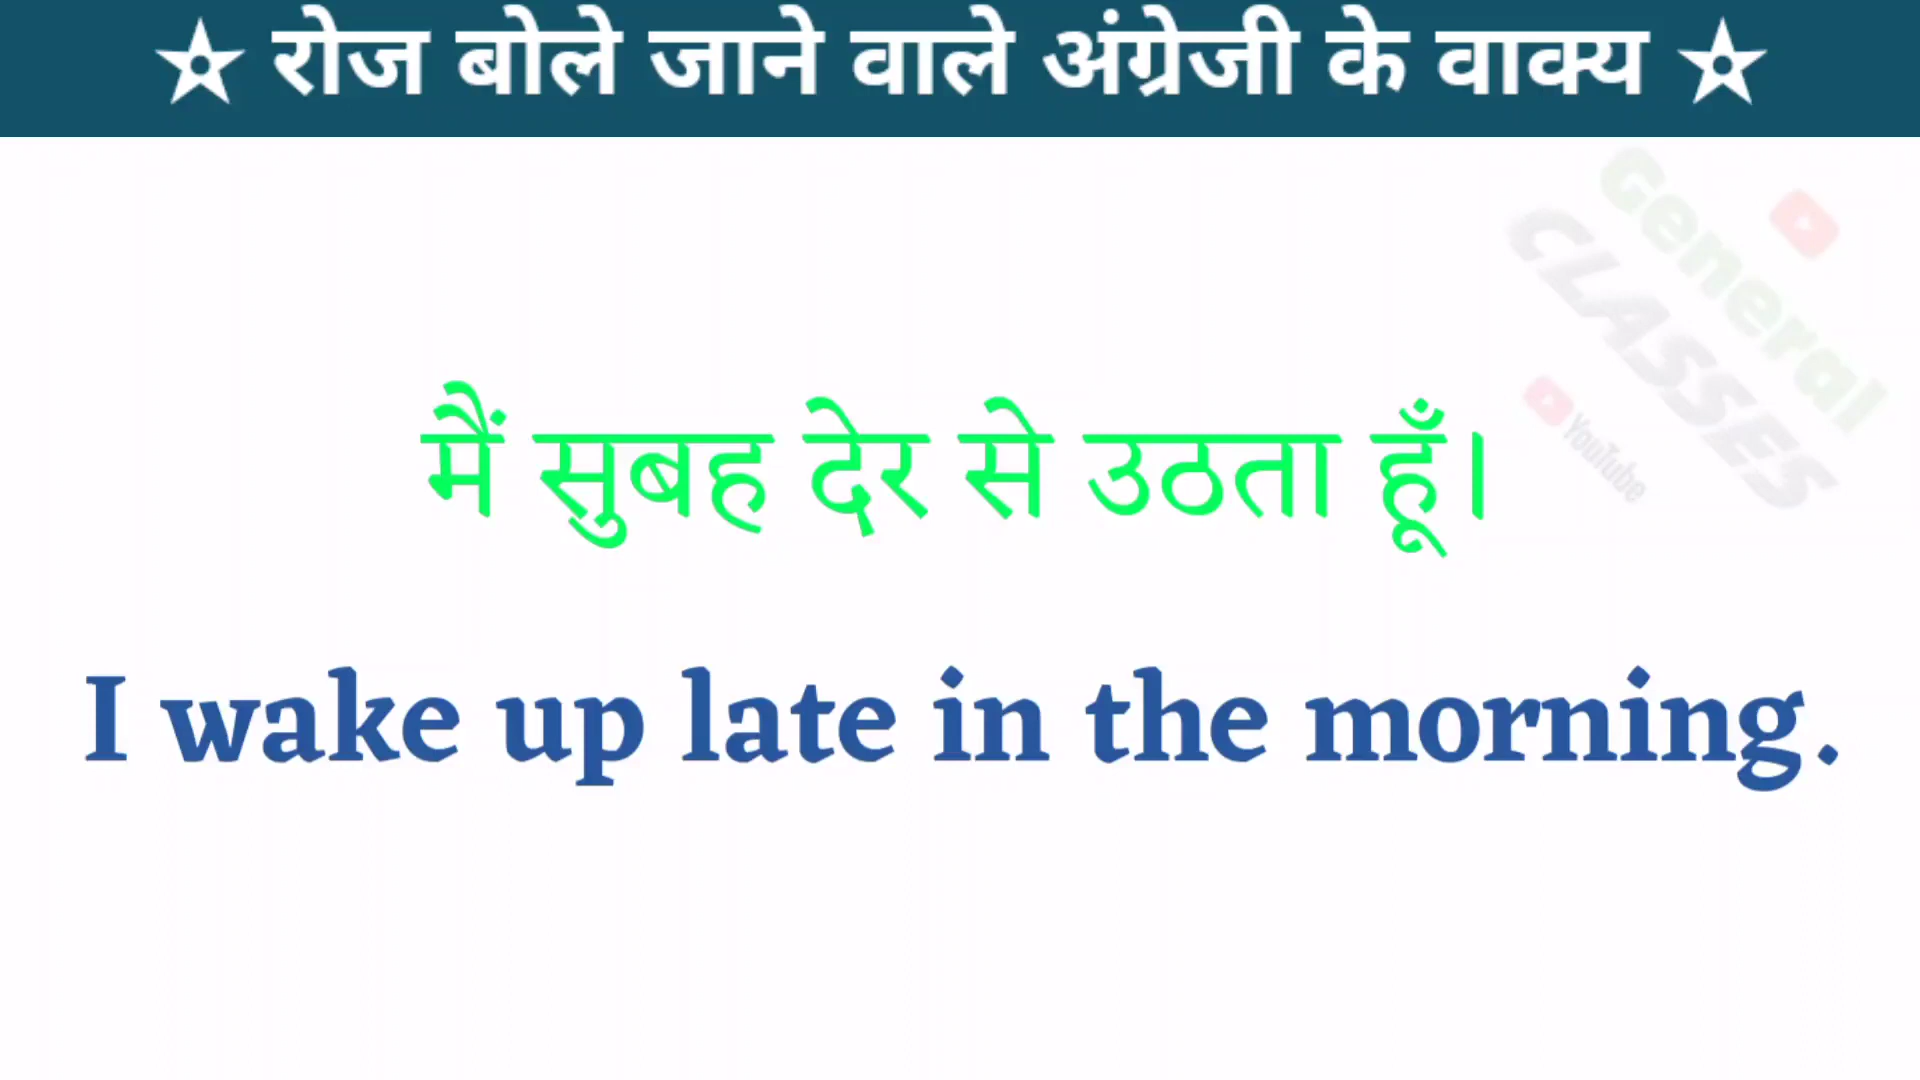 ☆ रोज बोले जाने वाले अंग्रेजी के वाक्य ☆
General
CLASSES
YouTube
मैं सुबह देर से उठता हूँ।
I wake up late in the morning.